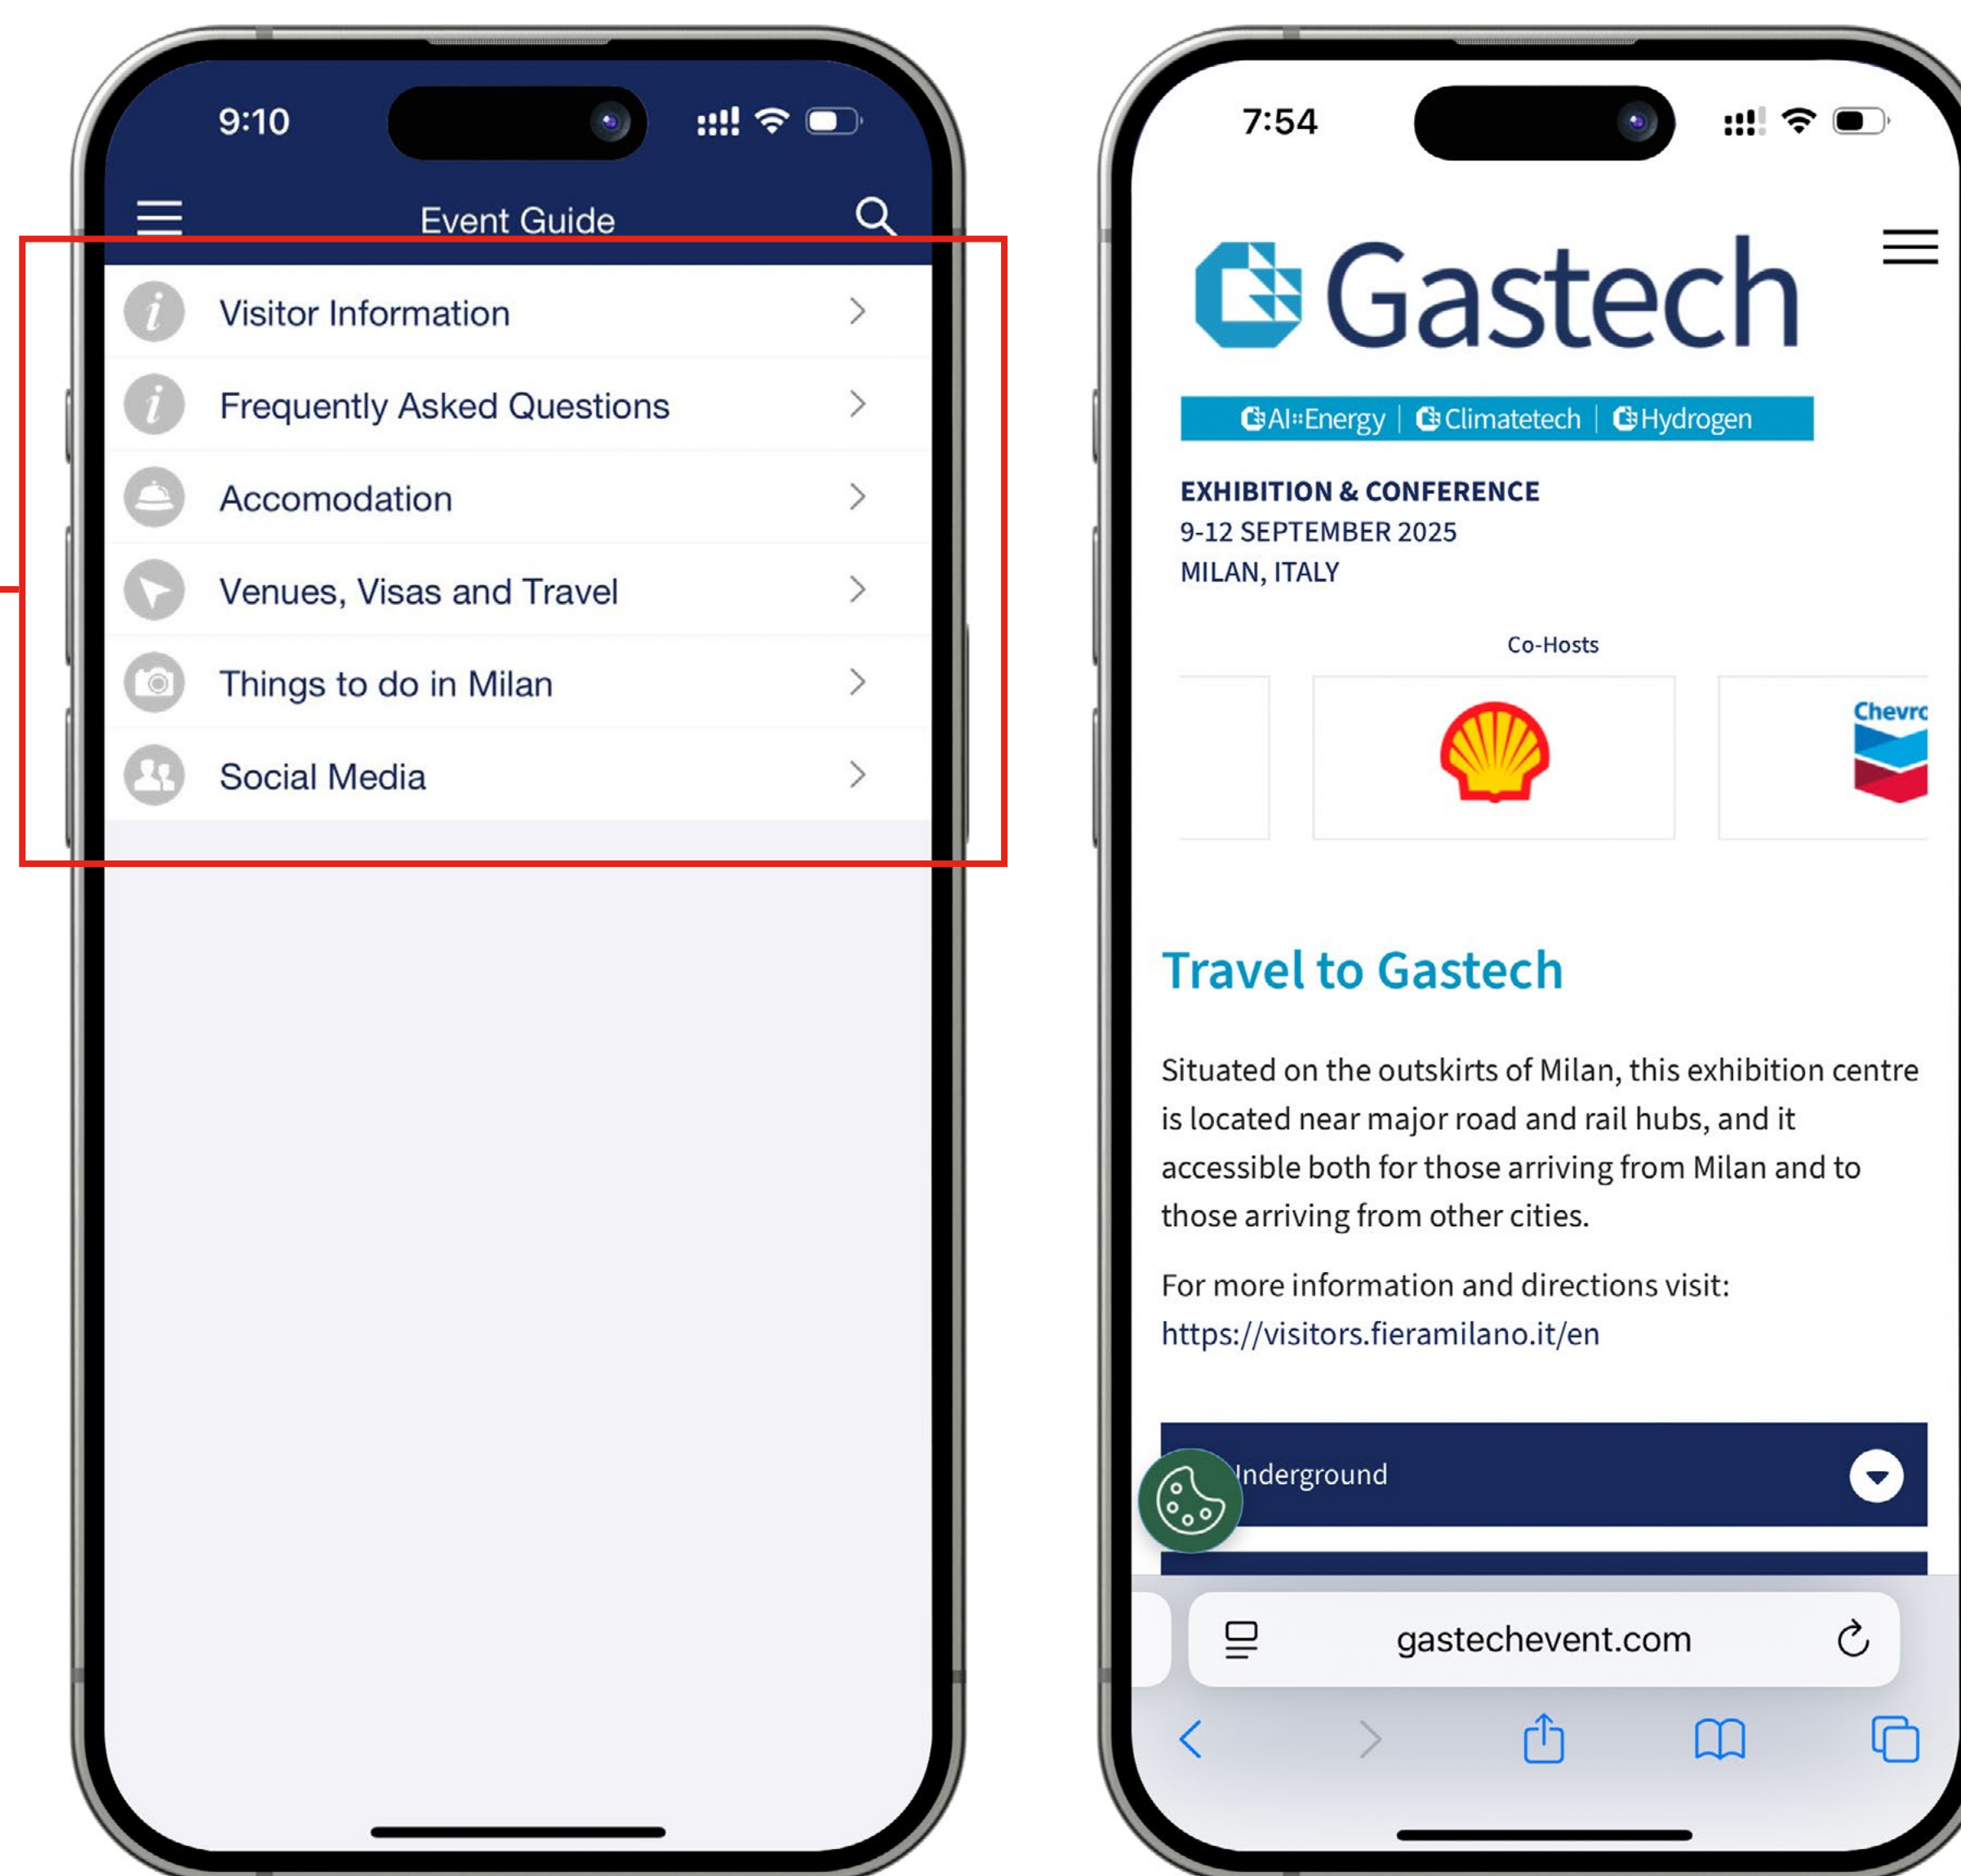 9:10
Event Guide
Visitor Information
Frequently Asked Questions
Accomodation
Venues, Visas and Travel
Things to do in Milan
Social Media
7:54
Gastech
AI::Energy | Climatetech | Hydrogen
EXHIBITION & CONFERENCE
9-12 SEPTEMBER 2025
MILAN, ITALY
Co-Hosts
Chevro
Travel to Gastech
Situated on the outskirts of Milan, this exhibition centre
is located near major road and rail hubs, and it
accessible both for those arriving from Milan and to
those arriving from other cities.
For more information and directions visit:
https://visitors.fieramilano.it/en
Underground
gastechevent.com